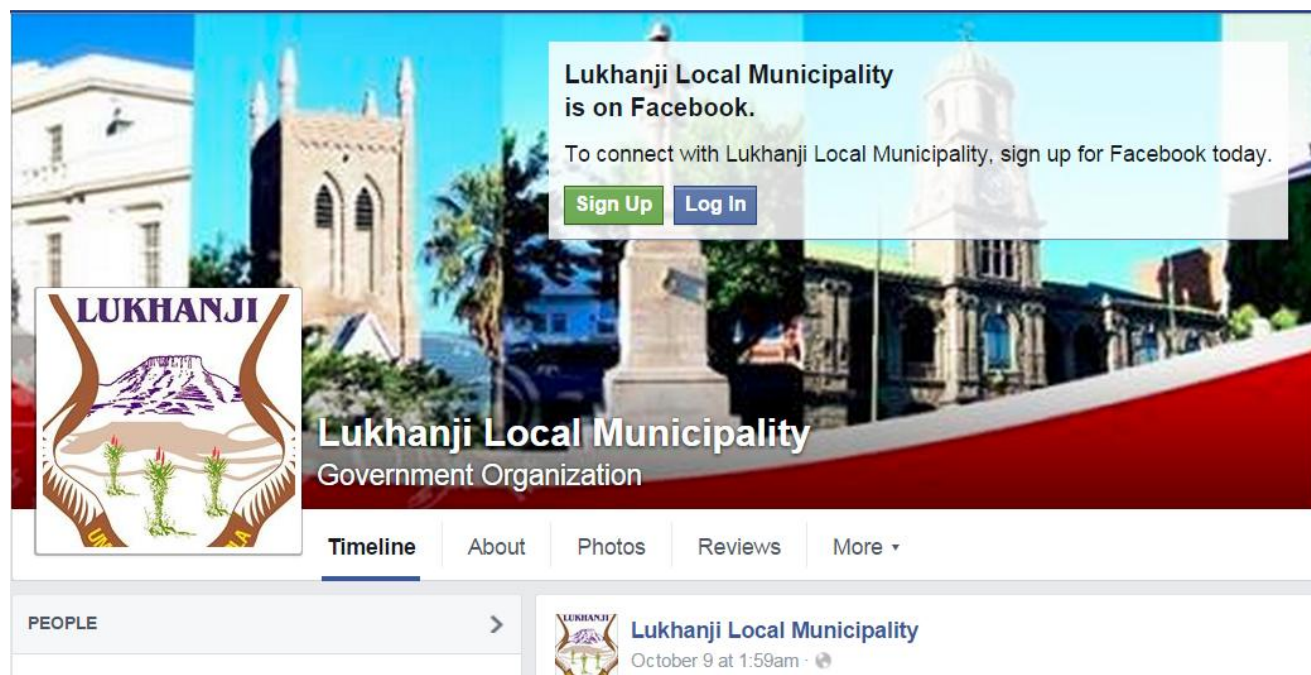 Lukhanji Local Municipality
is on Facebook.
To connect with Lukhanji Local Municipality, sign up for Facebook today.
Sign Up Log In
LUKHANJI
Lukhanji Local Municipality
Government Organization
Timeline About Photos Reviews More
PEOPLE
LUKHANJI
Lukhanji Local Municipality
October 9 at 1:59am ·